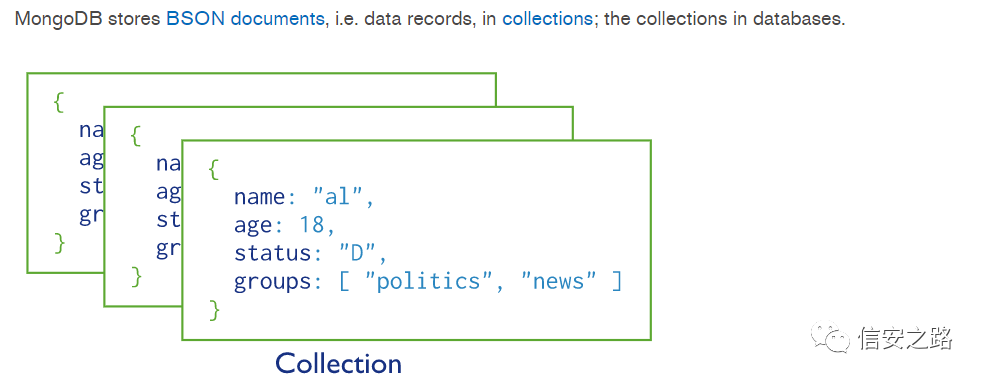 MongoDB stores BSON documents, i.e. data records, in collections; the collections in databases.
{
na
ag
st
gr
}
{
na
ag
st
gr
}
{
name: "al",
age: 18,
status: "D",
groups: [ "politics", "news" ]
}
Collection
信安之路